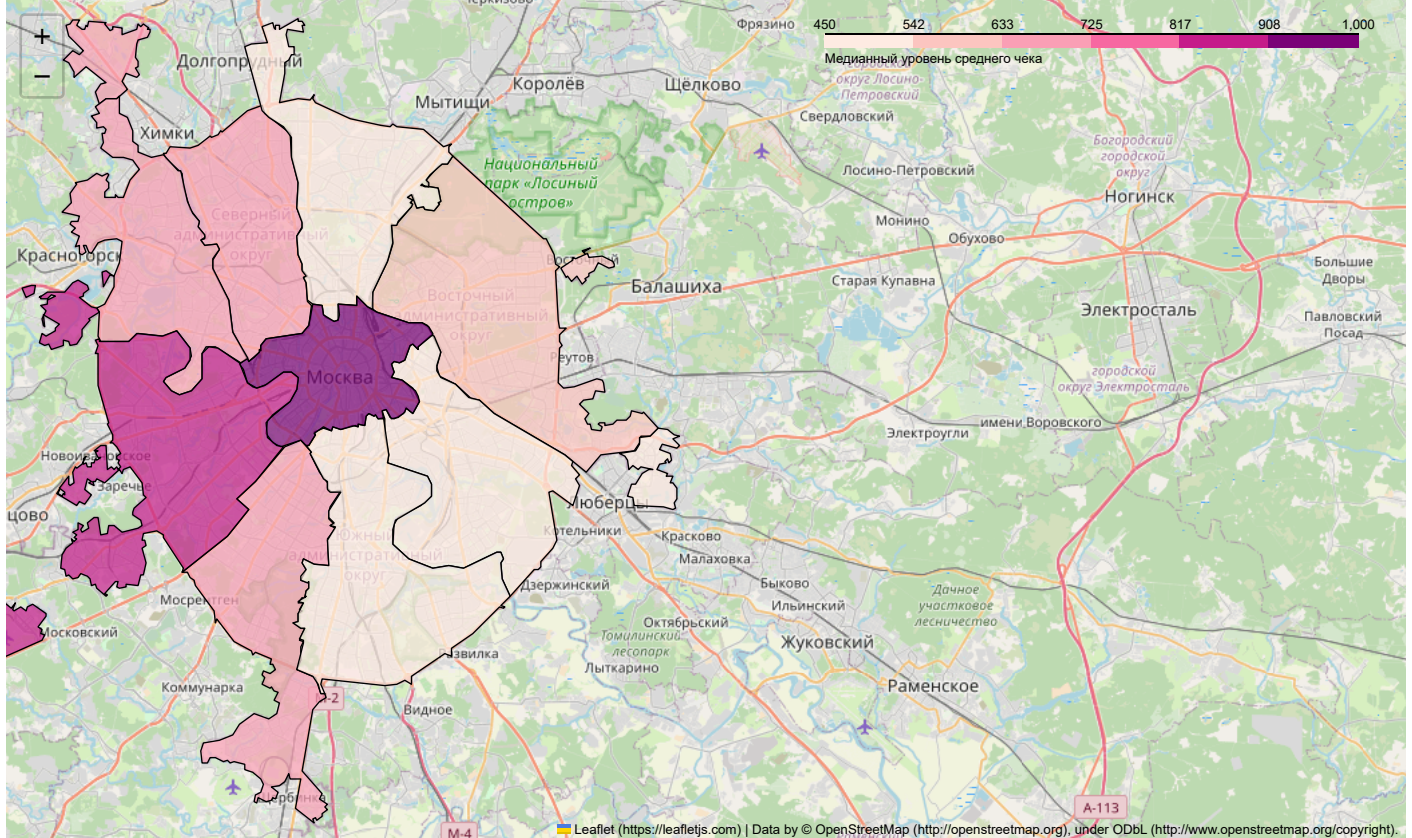 Черкизово
+
−
Долгопрудный
Мытищи
Королёв
Щёлково
Фрязино
450 542 633 725 817 908 1,000
Медианный уровень среднего чека
городской
округ Лосино-
Петровский
Свердловский
Химки
Национальный
парк «Лосиный
остров»
Лосино-Петровский
Богородский
городской
округ
Ногинск
Монино
Обухово
Северный
административный
округ
Красногорск
Восточный
Балашиха
Старая Купавна
Большие
Дворы
Электросталь
Павловский
Посад
Восточный
административный
округ
Реутов
Москва
городской
округ Электросталь
имени Воровского
Электроугли
Новоивановское
Заречье
цово
Люберцы
Котельники
Красково
Малаховка
Южный
административный
округ
Дзержинский
Быково
Ильинский
"Дачное
участковое
лесничество"
Мосрентген
Московский
Октябрьский
Томилинский
лесопарк
Жуковский
Лыткарино
звилка
Коммунарка
Раменское
-2
Видное
Щербинка
А-113
М-4
Leaflet (https://leafletjs.com) | Data by © OpenStreetMap (http://openstreetmap.org), under ODbL (http://www.openstreetmap.org/copyright).